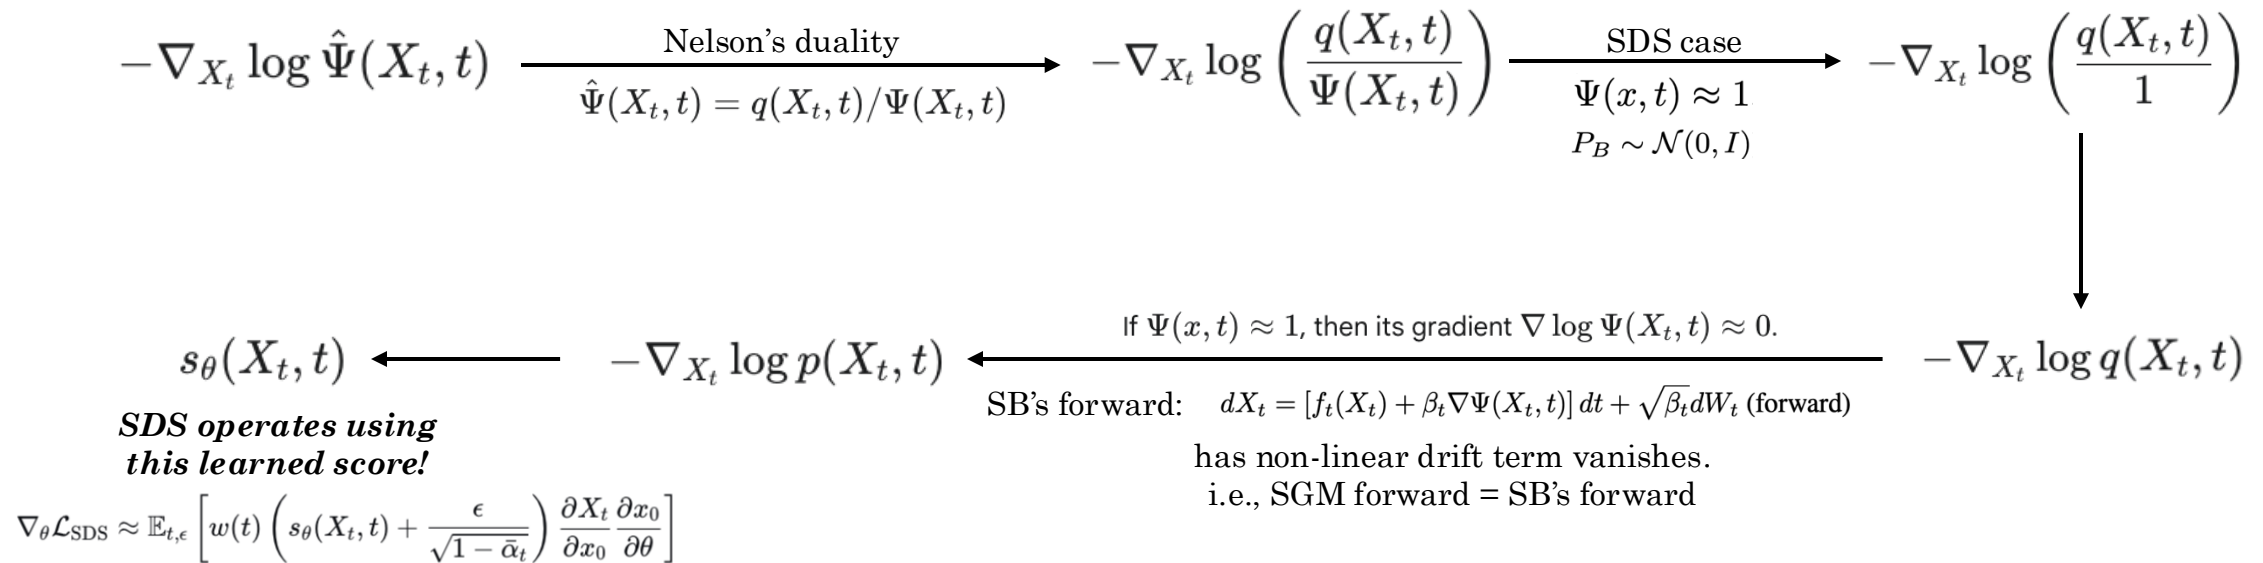 −∇_{X_t} log Ψ̂(X_t, t)
Nelson's duality
Ψ̂(X_t, t) = q(X_t, t)/Ψ(X_t, t)
−∇_{X_t} log ( q(X_t, t) / Ψ(X_t, t) )
SDS case
Ψ(x, t) ≈ 1
P_B ∼ 𝒩(0, I)
−∇_{X_t} log ( q(X_t, t) / 1 )
−∇_{X_t} log q(X_t, t)
If Ψ(x, t) ≈ 1, then its gradient ∇ log Ψ(X_t, t) ≈ 0.
SB's forward: dX_t = [f_t(X_t) + β_t∇Ψ(X_t, t)] dt + √β_t dW_t (forward)
has non-linear drift term vanishes.
i.e., SGM forward = SB's forward
−∇_{X_t} log p(X_t, t)
s_θ(X_t, t)
SDS operates using
this learned score!
∇_θ ℒ_SDS ≈ 𝔼_{t,ϵ} [ w(t) ( s_θ(X_t, t) + ϵ / √(1 − ᾱ_t) ) ∂X_t/∂x_0 ∂x_0/∂θ ]